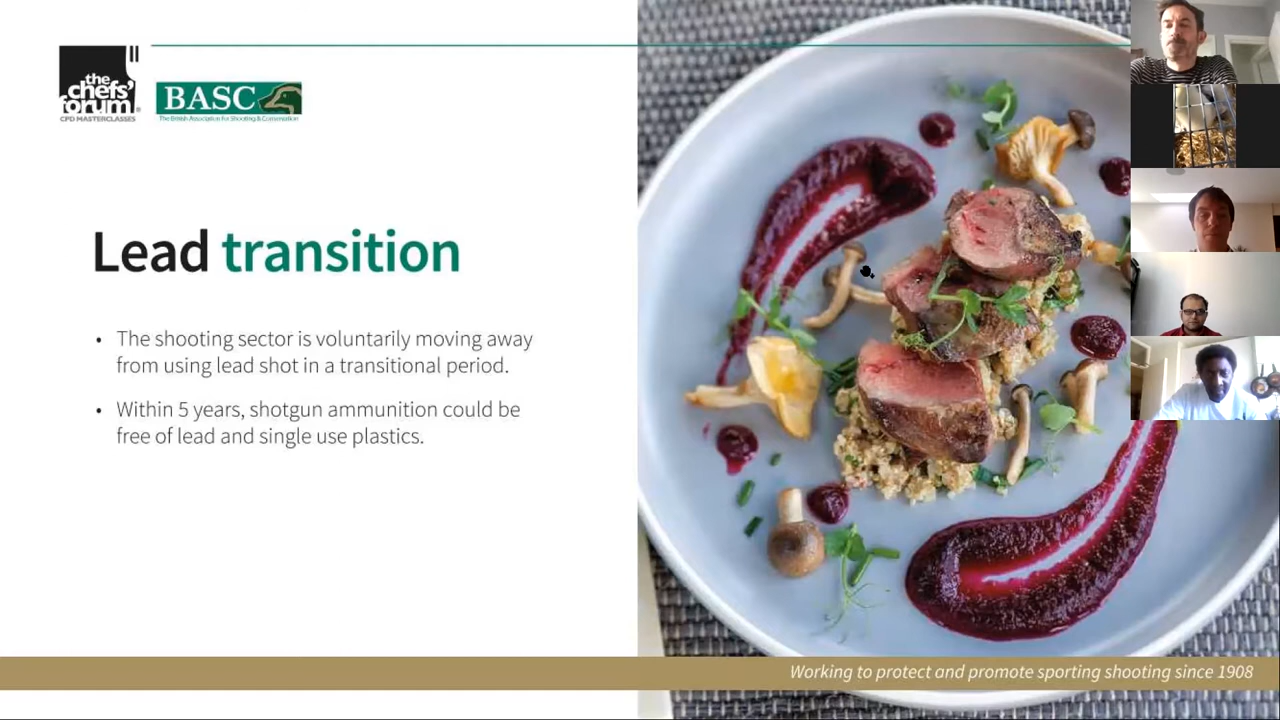 the
chefs'
forum
CPD MASTERCLASSES
BASC
The British Association for Shooting & Conservation
Lead transition
• The shooting sector is voluntarily moving away
from using lead shot in a transitional period.
• Within 5 years, shotgun ammunition could be
free of lead and single use plastics.
Working to protect and promote sporting shooting since 1908